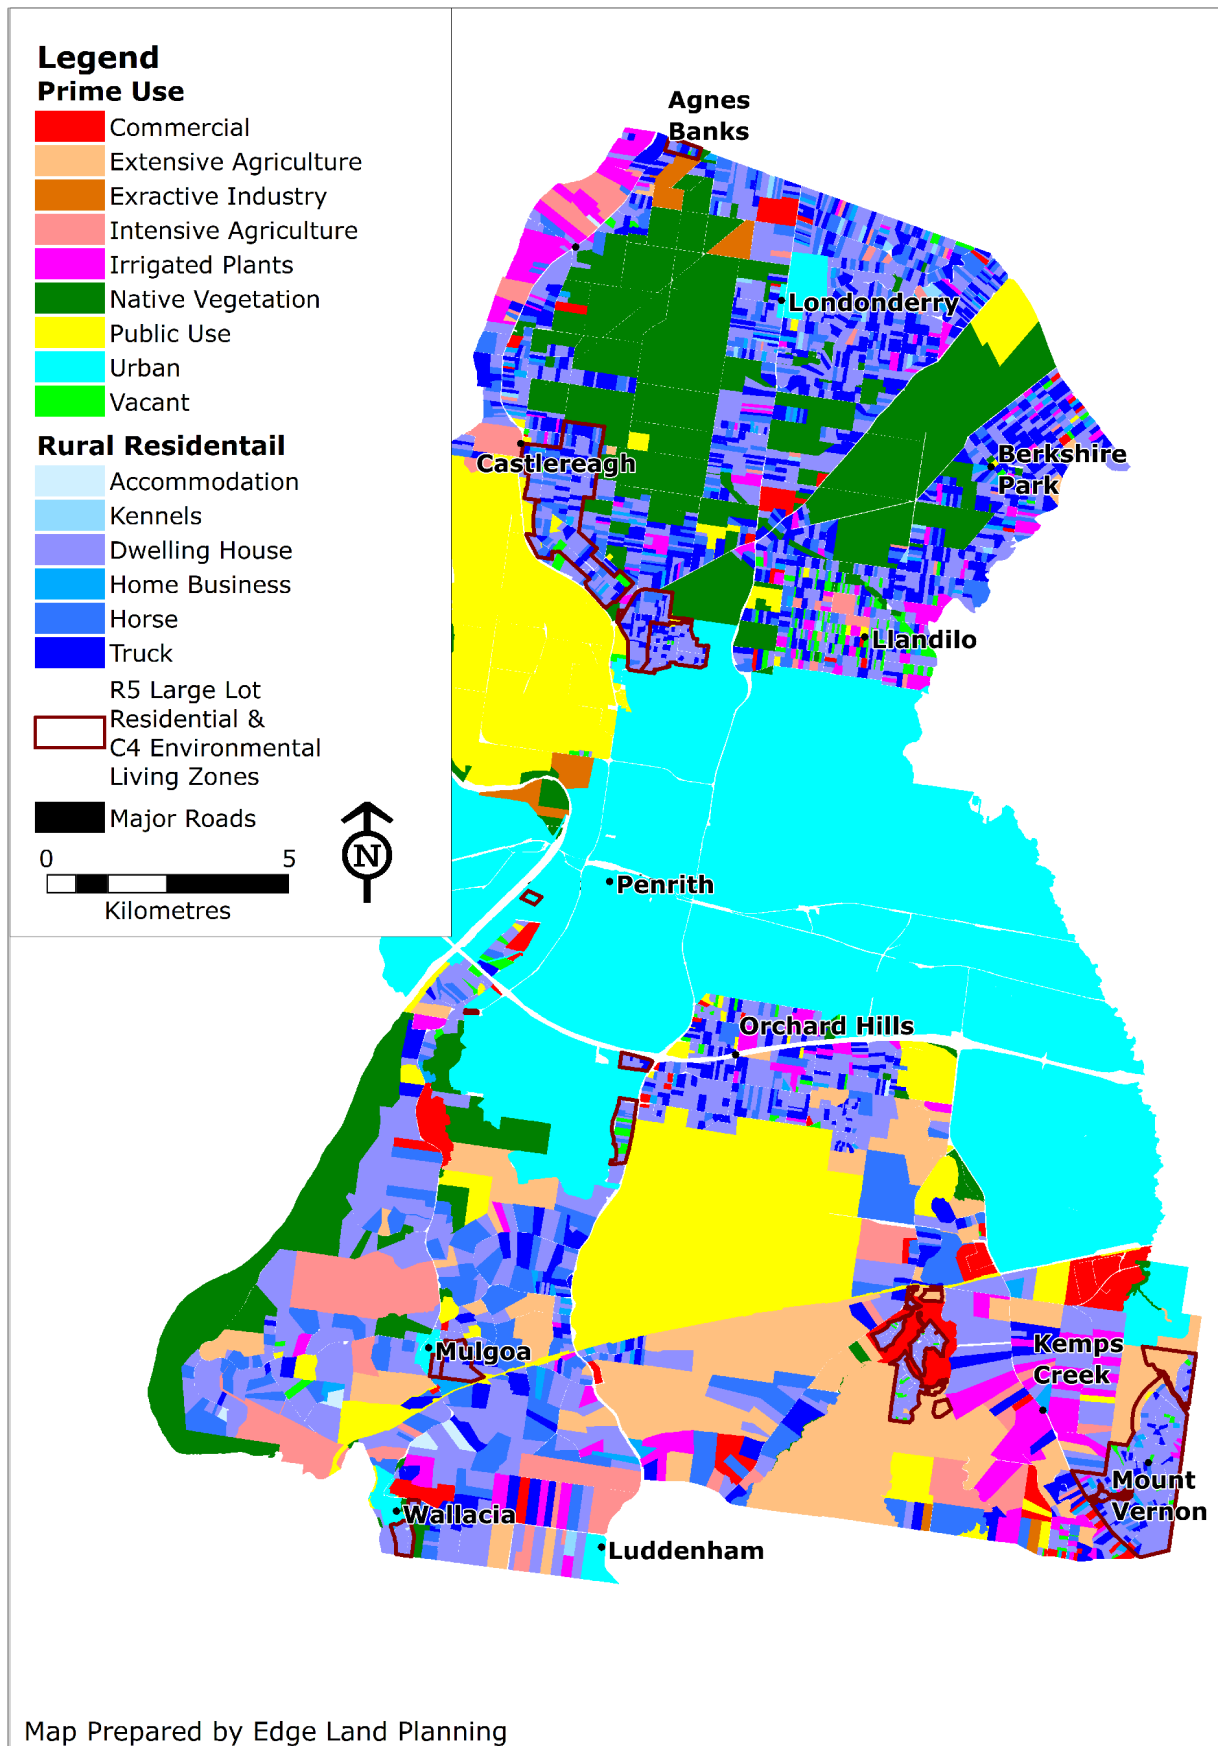 Legend
Prime Use
Commercial
Extensive Agriculture
Exractive Industry
Intensive Agriculture
Irrigated Plants
Native Vegetation
Public Use
Urban
Vacant
Rural Residentail
Accommodation
Kennels
Dwelling House
Home Business
Horse
Truck
R5 Large Lot
Residential &
C4 Environmental
Living Zones
Major Roads
0 5
Kilometres
N
Agnes
Banks
Londonderry
Castlereagh
Berkshire
Park
Llandilo
Penrith
Orchard Hills
Mulgoa
Kemps
Creek
Mount
Vernon
Wallacia
Luddenham
Map Prepared by Edge Land Planning